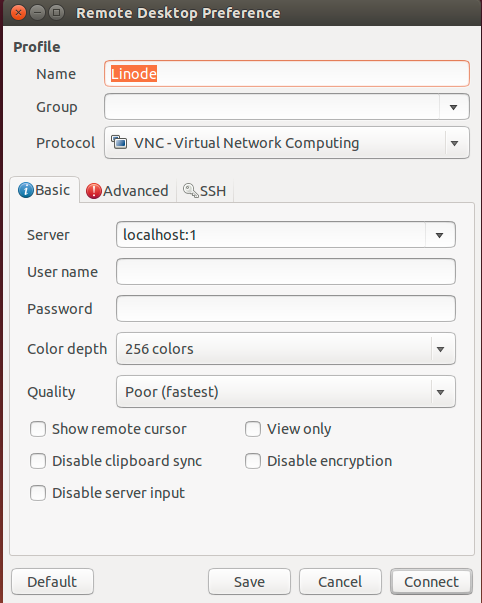 Remote Desktop Preference
Profile
Name Linode
Group
Protocol VNC - Virtual Network Computing
Basic Advanced SSH
Server localhost:1
User name
Password
Color depth 256 colors
Quality Poor (fastest)
Show remote cursor View only
Disable clipboard sync Disable encryption
Disable server input
Default Save Cancel Connect